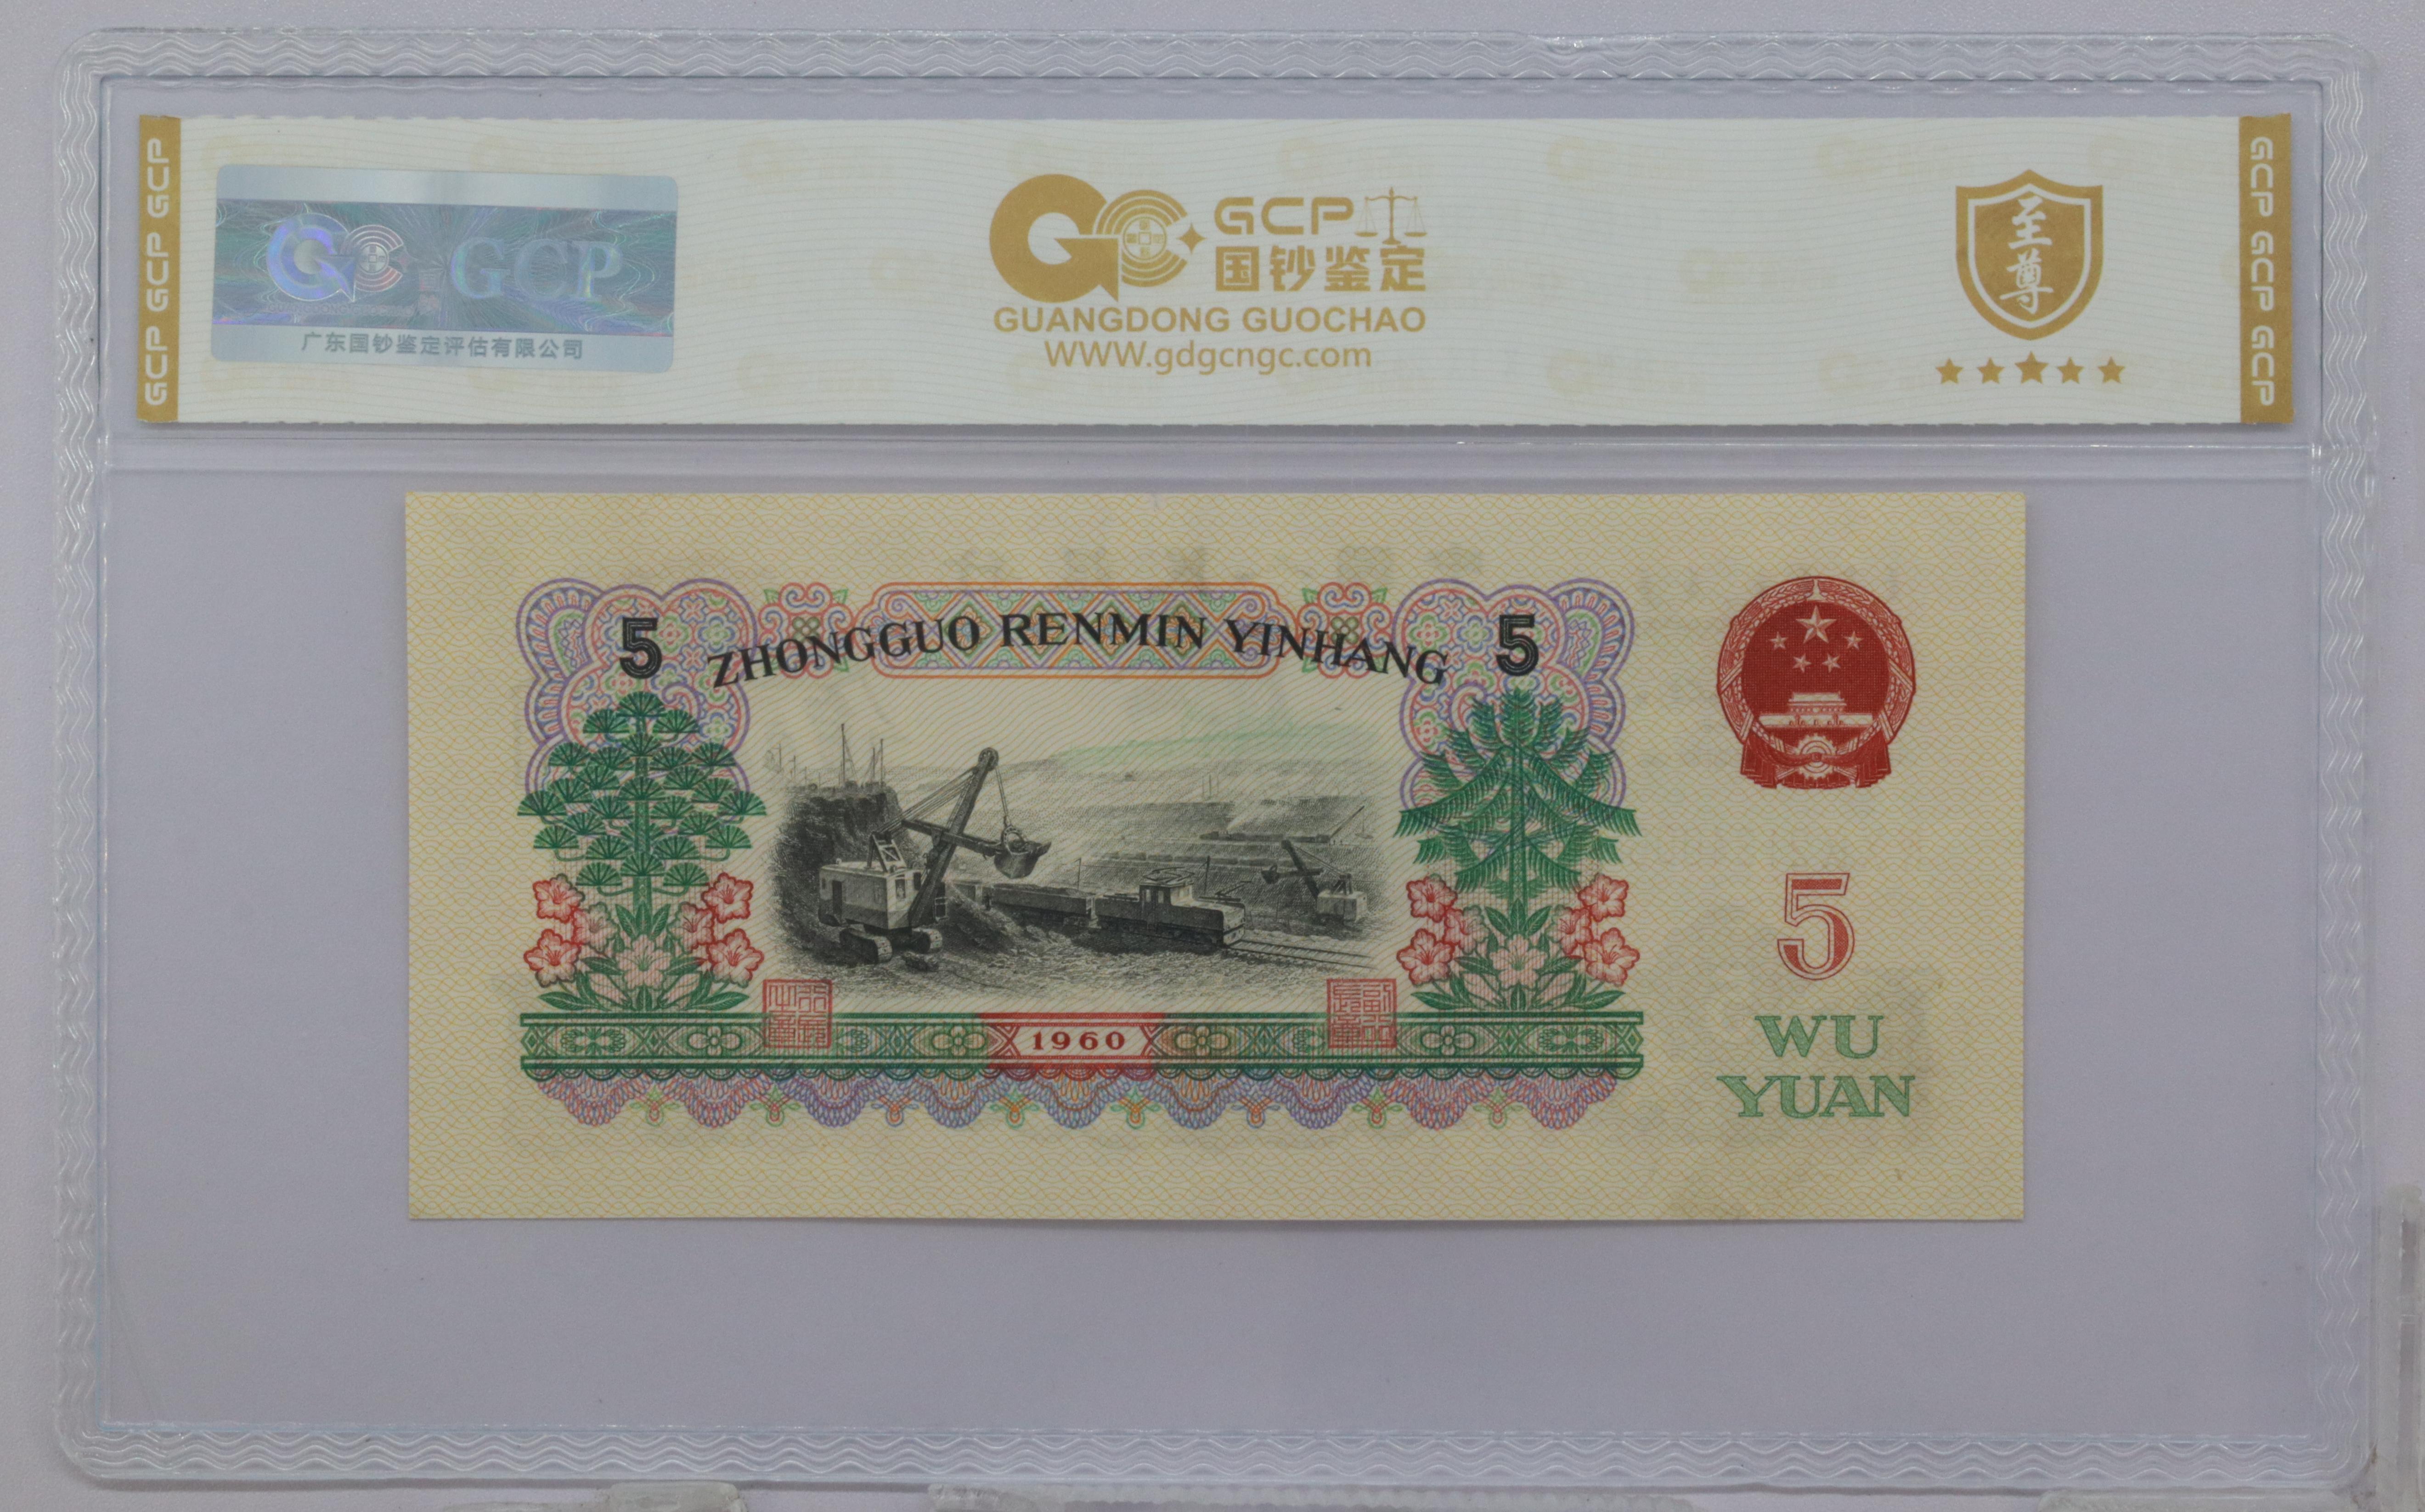 GCP GCP GCP
GCP
广东国钞鉴定评估有限公司
GCP
国钞鉴定
GUANGDONG GUOCHAO
WWW.gdgcngc.com
至尊
GCP GCP GCP
5
ZHONGGUO RENMIN YINHANG
5
1960
5
WU
YUAN